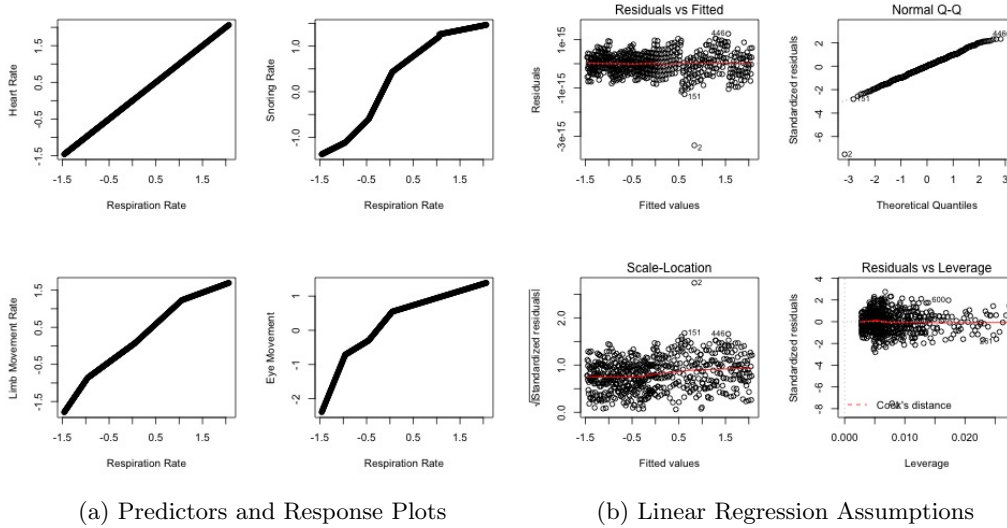 Residuals vs Fitted
Normal Q-Q
Heart Rate
-1.5 -0.5 0.5 1.5
-1.5 -0.5 0.5 1.5
Respiration Rate
Snoring Rate
-1.0 0.0 1.0
-1.5 -0.5 0.5 1.5
Respiration Rate
Residuals
-3e-15 -1e-15 1e-15
446
151
2
-1.5 -0.5 0.5 1.5
Fitted values
Standardized residuals
-6 -4 -2 0 2
446
151
2
-3 -2 -1 0 1 2 3
Theoretical Quantiles
Scale-Location
Residuals vs Leverage
Limb Movement Rate
-1.5 -0.5 0.5 1.5
-1.5 -0.5 0.5 1.5
Respiration Rate
Eye Movement
-2 -1 0 1
-1.5 -0.5 0.5 1.5
Respiration Rate
√|Standardized residuals|
0.0 1.0 2.0
2
151
446
-1.5 -0.5 0.5 1.5
Fitted values
Standardized residuals
-8 -6 -4 -2 0 2 4
600
261
Cook's distance
0.000 0.010 0.020
Leverage
(a) Predictors and Response Plots
(b) Linear Regression Assumptions